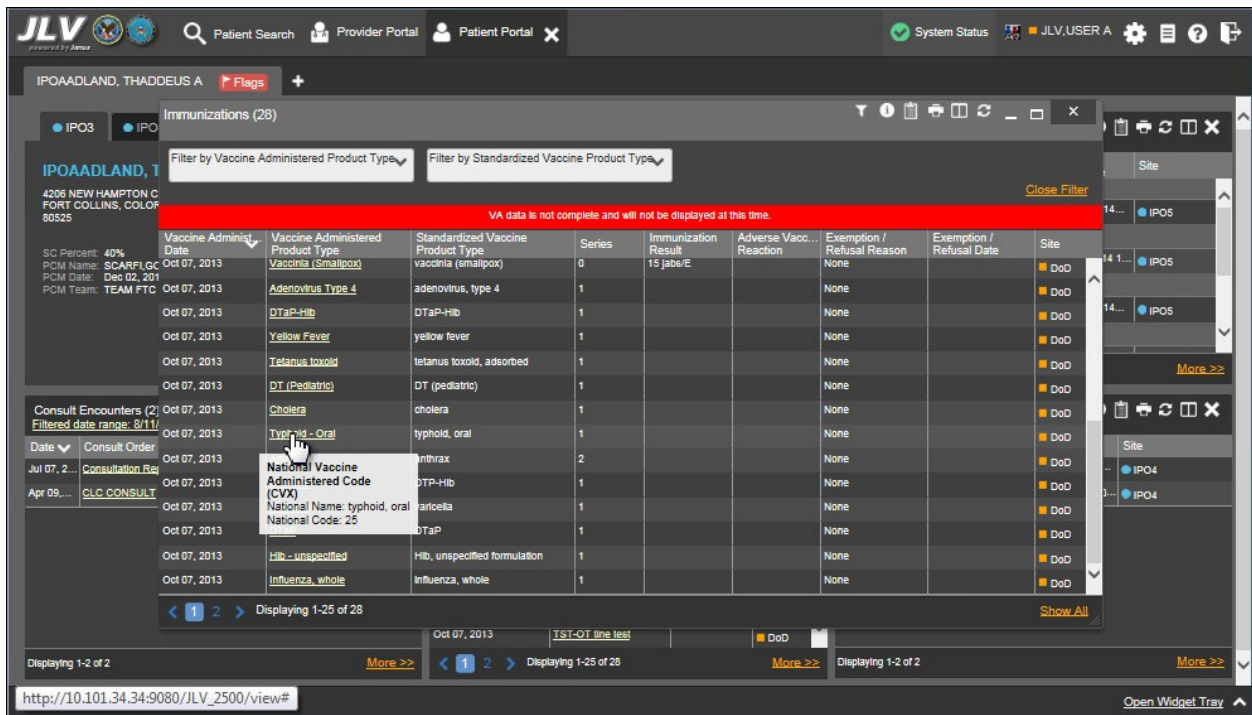 JLV
powered by Janus
Patient Search
Provider Portal
Patient Portal
System Status
JLV,USER A
IPOAADLAND, THADDEUS A
Flags
IPO3
IPO
IPOAADLAND, T
4206 NEW HAMPTON C
FORT COLLINS, COLOR
80525
SC Percent: 40%
PCM Name: SCARFI,GC
PCM Date: Dec 02, 201
PCM Team: TEAM FTC
Immunizations (28)
Filter by Vaccine Administered Product Type
Filter by Standardized Vaccine Product Type
Close Filter
VA data is not complete and will not be displayed at this time.
Vaccine Administ... Date Vaccine Administered Product Type Standardized Vaccine Product Type Series Immunization Result Adverse Vacc... Reaction Exemption / Refusal Reason Exemption / Refusal Date Site
Oct 07, 2013 Vaccinia (Smallpox) vaccinia (smallpox) 0 15 jabs/E None DoD
Oct 07, 2013 Adenovirus Type 4 adenovirus, type 4 1 None DoD
Oct 07, 2013 DTaP-Hib DTaP-Hib 1 None DoD
Oct 07, 2013 Yellow Fever yellow fever 1 None DoD
Oct 07, 2013 Tetanus toxoid tetanus toxoid, adsorbed 1 None DoD
Oct 07, 2013 DT (Pediatric) DT (pediatric) 1 None DoD
Oct 07, 2013 Cholera cholera 1 None DoD
Oct 07, 2013 Typhoid - Oral typhoid, oral 1 None DoD
Oct 07, 2013 anthrax 2 None DoD
Oct 07, 2013 DTP-Hib 1 None DoD
Oct 07, 2013 varicella 1 None DoD
Oct 07, 2013 DTaP DTaP 1 None DoD
Oct 07, 2013 Hib - unspecified Hib, unspecified formulation 1 None DoD
Oct 07, 2013 Influenza, whole Influenza, whole 1 None DoD
National Vaccine
Administered Code
(CVX)
National Name: typhoid, oral
National Code: 25
1 2 Displaying 1-25 of 28
Show All
Site
14... IPO5
14 1... IPO5
14... IPO5
More >>
Consult Encounters (2)
Filtered date range: 8/11/
Date Consult Order
Jul 07, 2... Consultation Rep
Apr 09,... CLC CONSULT
Displaying 1-2 of 2 More >>
Oct 07, 2013 TST-OT tine test DoD
1 2 Displaying 1-25 of 28 More >>
Site
IPO4
IPO4
Displaying 1-2 of 2 More >>
http://10.101.34.34:9080/JLV_2500/view#
Open Widget Tray